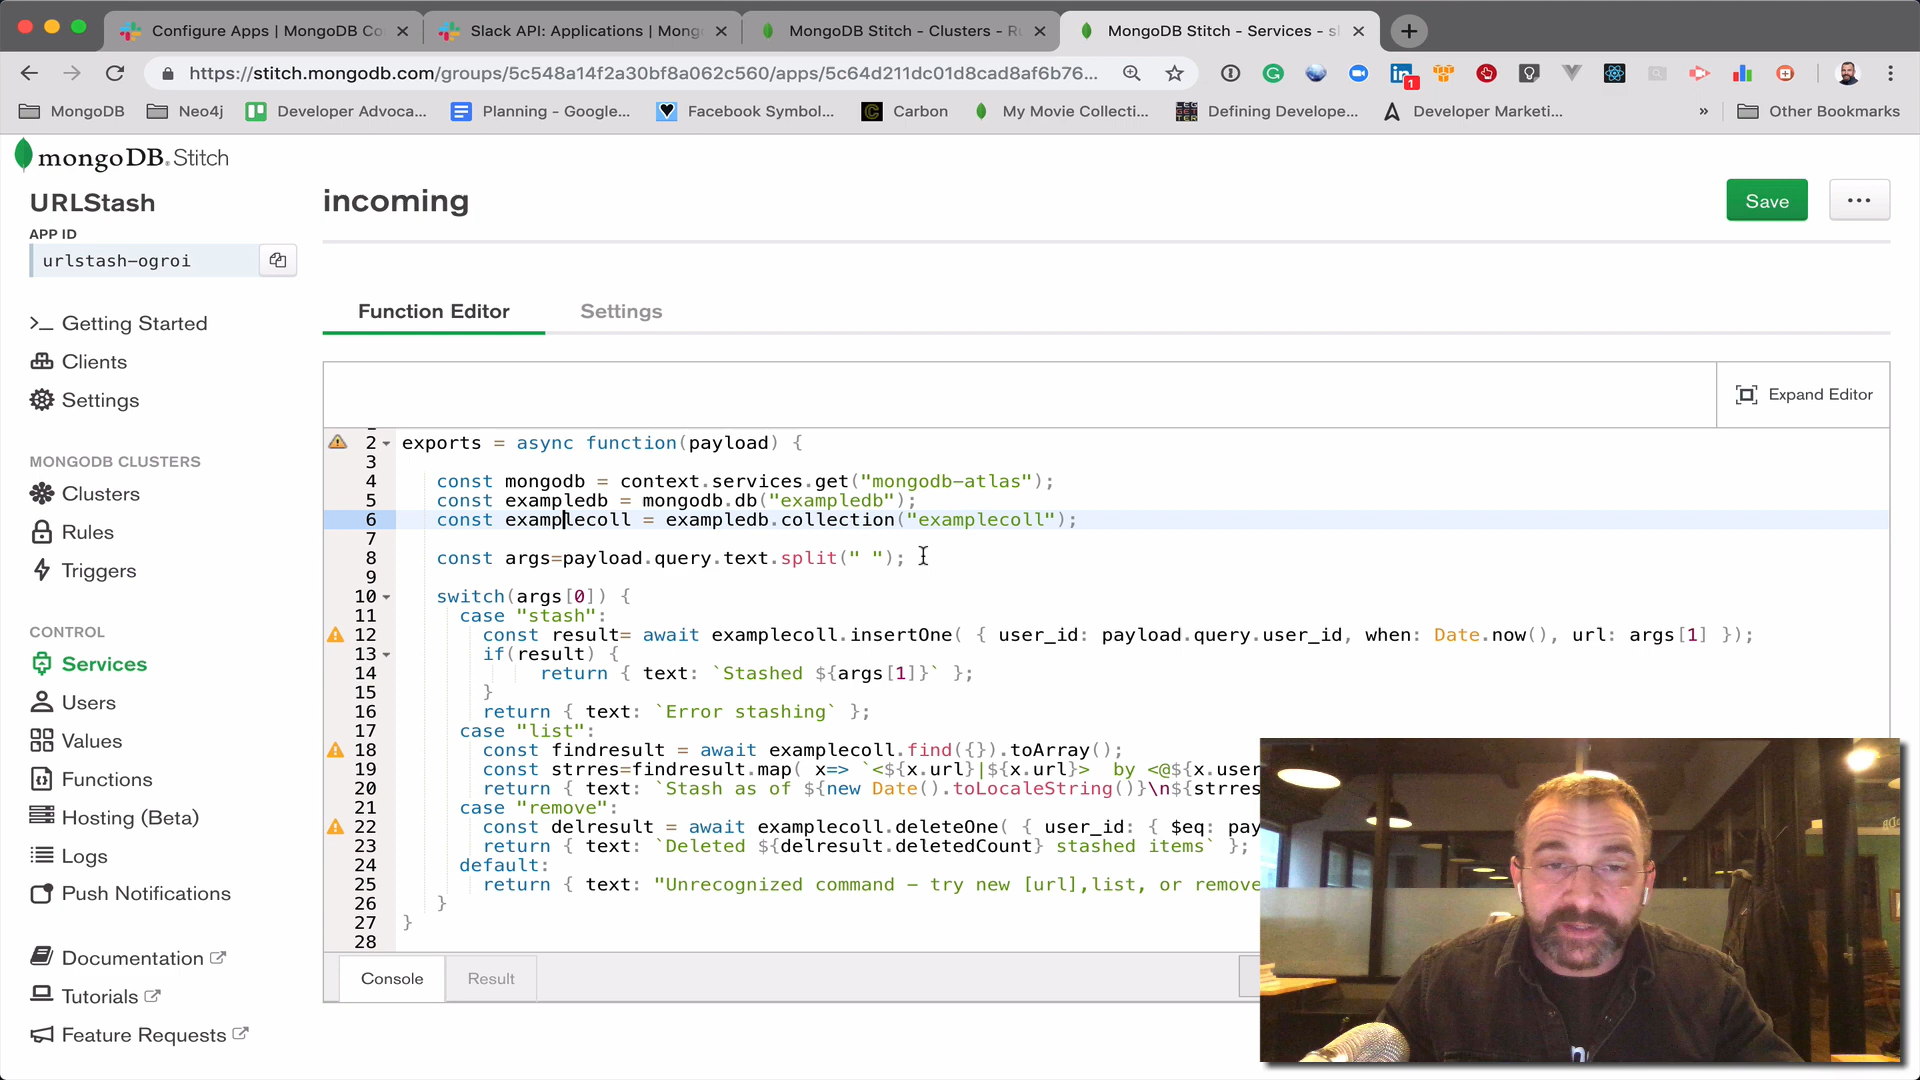 Configure Apps | MongoDB Co
Slack API: Applications | Mong
MongoDB Stitch - Clusters - Ru
MongoDB Stitch - Services - sl
https://stitch.mongodb.com/groups/5c548a14f2a30bf8a062c560/apps/5c64d211dc01d8cad8af6b76...
1
MongoDB
Neo4j
Developer Advoca...
Planning - Google...
Facebook Symbol...
Carbon
My Movie Collecti...
Defining Develope...
Developer Marketi...
»
Other Bookmarks
mongoDB. Stitch
URLStash
APP ID
urlstash-ogroi
Getting Started
Clients
Settings
MONGODB CLUSTERS
Clusters
Rules
Triggers
CONTROL
Services
Users
Values
Functions
Hosting (Beta)
Logs
Push Notifications
Documentation
Tutorials
Feature Requests
incoming
Save
Function Editor
Settings
Expand Editor
2 exports = async function(payload) {
3
4 const mongodb = context.services.get("mongodb-atlas");
5 const exampledb = mongodb.db("exampledb");
6 const examplecoll = exampledb.collection("examplecoll");
7
8 const args=payload.query.text.split(" ");
9
10 switch(args[0]) {
11 case "stash":
12 const result= await examplecoll.insertOne( { user_id: payload.query.user_id, when: Date.now(), url: args[1] });
13 if(result) {
14 return { text: `Stashed ${args[1]}` };
15 }
16 return { text: `Error stashing` };
17 case "list":
18 const findresult = await examplecoll.find({}).toArray();
19 const strres=findresult.map( x=> `<${x.url}|${x.url}>  by <@${x.user
20 return { text: `Stash as of ${new Date().toLocaleString()}\n${strres
21 case "remove":
22 const delresult = await examplecoll.deleteOne( { user_id: { $eq: pay
23 return { text: `Deleted ${delresult.deletedCount} stashed items` };
24 default:
25 return { text: "Unrecognized command - try new [url],list, or remove
26 }
27 }
28
Console
Result